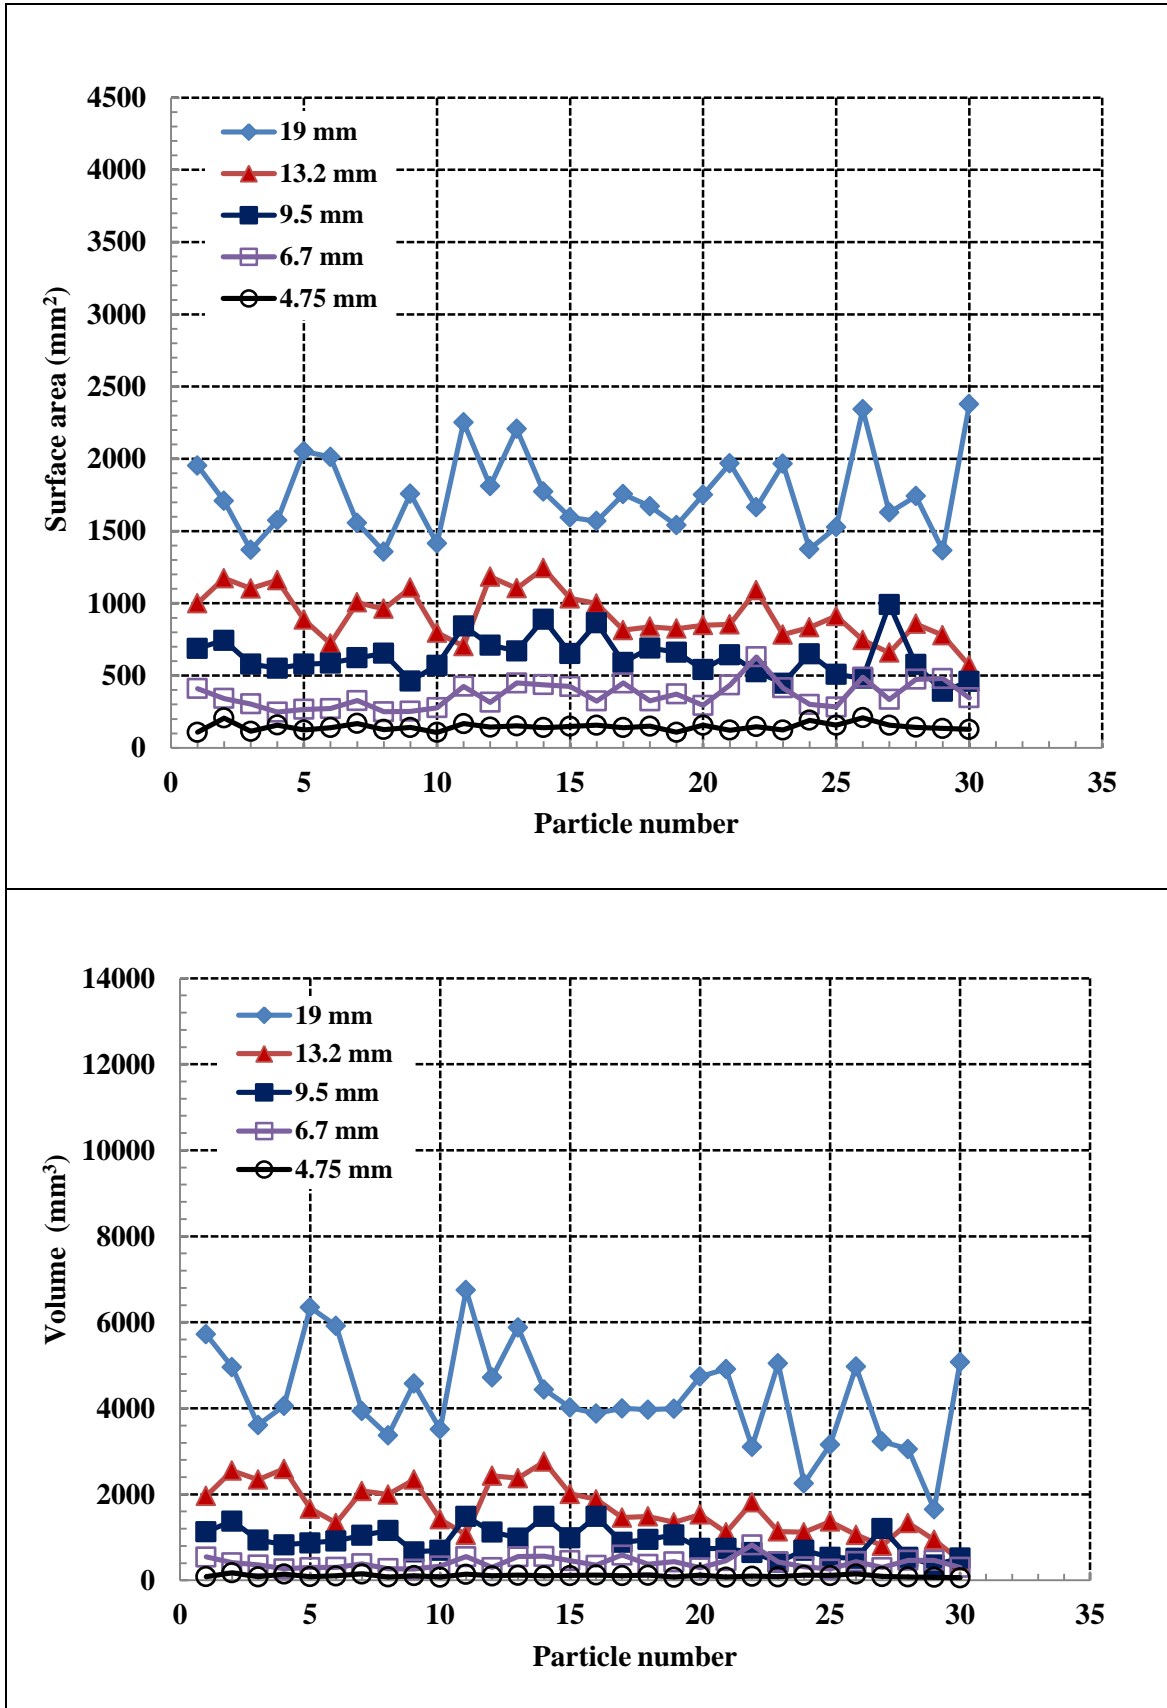 4500
4000
3500
3000
2500
2000
1500
1000
500
0
Surface area (mm²)
19 mm
13.2 mm
9.5 mm
6.7 mm
4.75 mm
0 5 10 15 20 25 30 35
Particle number
14000
12000
10000
8000
6000
4000
2000
0
Volume (mm³)
19 mm
13.2 mm
9.5 mm
6.7 mm
4.75 mm
0 5 10 15 20 25 30 35
Particle number